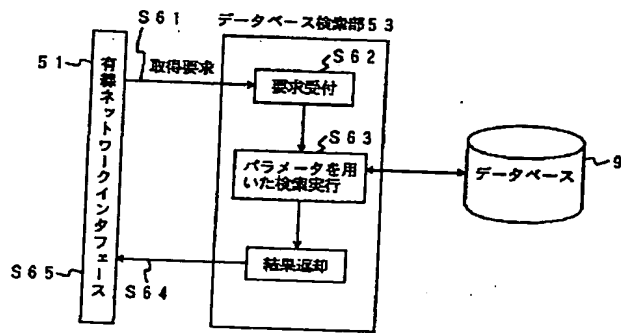 S61
データベース検索部53
51
取得要求
S62
要求受付
有線ネットワークインタフェース
S63
パラメータを用
いた検索実行
データベース
9
結果返却
S65
S64